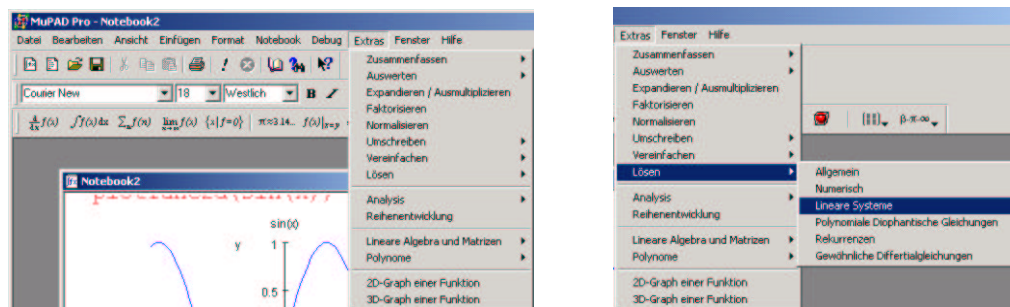 MuPAD Pro - Notebook2
Datei Bearbeiten Ansicht Einfügen Format Notebook Debug Extras Fenster Hilfe
Courier New 18 Westlich B I
Notebook2
sin(x)
y 1
0.5
Zusammenfassen
Auswerten
Expandieren / Ausmultiplizieren
Faktorisieren
Normalisieren
Umschreiben
Vereinfachen
Lösen
Analysis
Reihenentwicklung
Lineare Algebra und Matrizen
Polynome
2D-Graph einer Funktion
3D-Graph einer Funktion
Extras Fenster Hilfe
Zusammenfassen
Auswerten
Expandieren / Ausmultiplizieren
Faktorisieren
Normalisieren
Umschreiben
Vereinfachen
Lösen
Analysis
Reihenentwicklung
Lineare Algebra und Matrizen
Polynome
2D-Graph einer Funktion
3D-Graph einer Funktion
β-π-∞
Allgemein
Numerisch
Lineare Systeme
Polynomiale Diophantische Gleichungen
Rekurrenzen
Gewöhnliche Differtialgleichungen